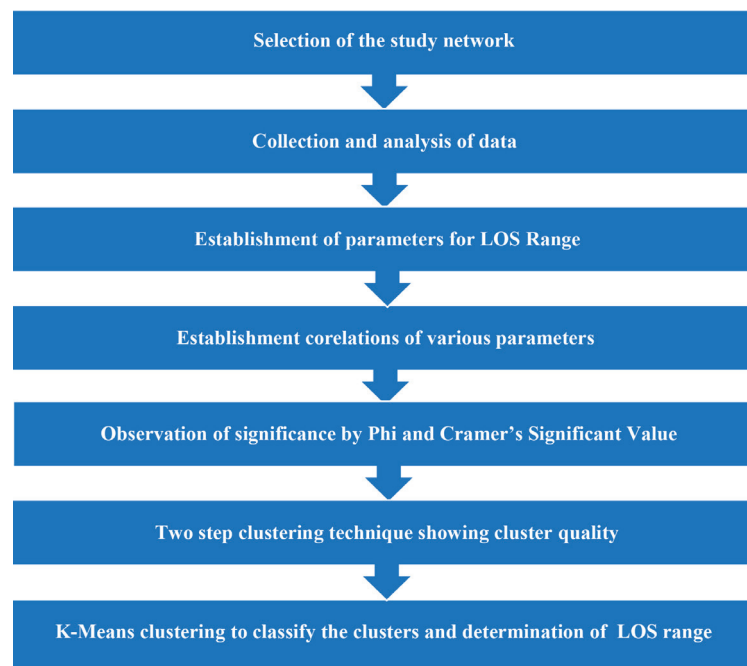 Selection of the study network
Collection and analysis of data
Establishment of parameters for LOS Range
Establishment corelations of various parameters
Observation of significance by Phi and Cramer's Significant Value
Two step clustering technique showing cluster quality
K-Means clustering to classify the clusters and determination of LOS range